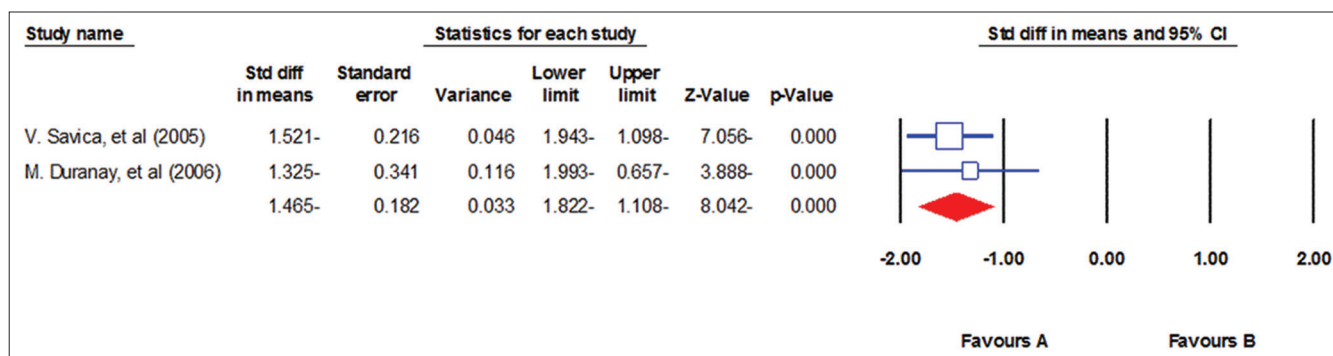 Study name Statistics for each study Std diff in means and 95% CI
Std diff Standard Lower Upper
in means error Variance limit limit Z-Value p-Value
V. Savica, et al (2005) 1.521- 0.216 0.046 1.943- 1.098- 7.056- 0.000
M. Duranay, et al (2006) 1.325- 0.341 0.116 1.993- 0.657- 3.888- 0.000
1.465- 0.182 0.033 1.822- 1.108- 8.042- 0.000
-2.00 -1.00 0.00 1.00 2.00
Favours A Favours B